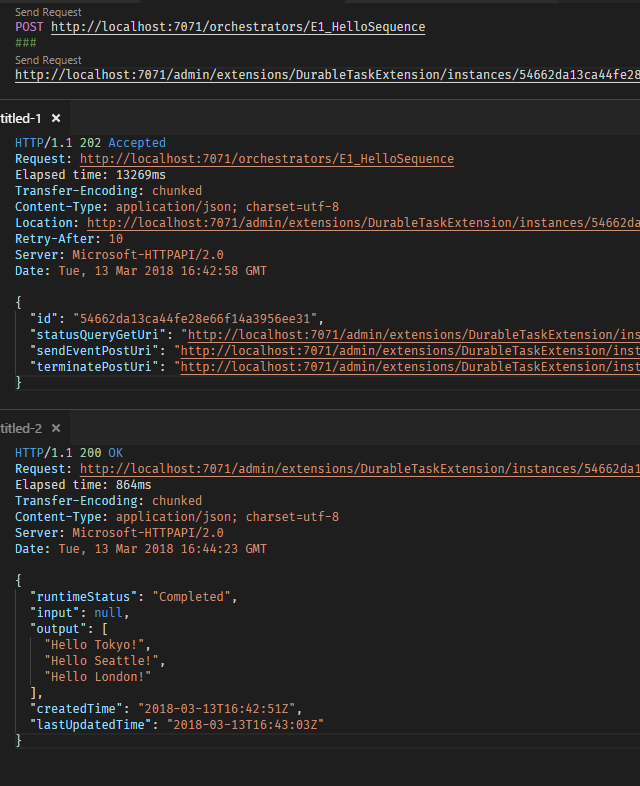 Send Request
POST http://localhost:7071/orchestrators/E1_HelloSequence
###
Send Request
http://localhost:7071/admin/extensions/DurableTaskExtension/instances/54662da13ca44fe28
titled-1 ×
HTTP/1.1 202 Accepted
Request: http://localhost:7071/orchestrators/E1_HelloSequence
Elapsed time: 13269ms
Transfer-Encoding: chunked
Content-Type: application/json; charset=utf-8
Location: http://localhost:7071/admin/extensions/DurableTaskExtension/instances/54662da
Retry-After: 10
Server: Microsoft-HTTPAPI/2.0
Date: Tue, 13 Mar 2018 16:42:58 GMT
{
"id": "54662da13ca44fe28e66f14a3956ee31",
"statusQueryGetUri": "http://localhost:7071/admin/extensions/DurableTaskExtension/ins
"sendEventPostUri": "http://localhost:7071/admin/extensions/DurableTaskExtension/inst
"terminatePostUri": "http://localhost:7071/admin/extensions/DurableTaskExtension/inst
}
titled-2 ×
HTTP/1.1 200 OK
Request: http://localhost:7071/admin/extensions/DurableTaskExtension/instances/54662da1
Elapsed time: 864ms
Transfer-Encoding: chunked
Content-Type: application/json; charset=utf-8
Server: Microsoft-HTTPAPI/2.0
Date: Tue, 13 Mar 2018 16:44:23 GMT
{
"runtimeStatus": "Completed",
"input": null,
"output": [
"Hello Tokyo!",
"Hello Seattle!",
"Hello London!"
],
"createdTime": "2018-03-13T16:42:51Z",
"lastUpdatedTime": "2018-03-13T16:43:03Z"
}